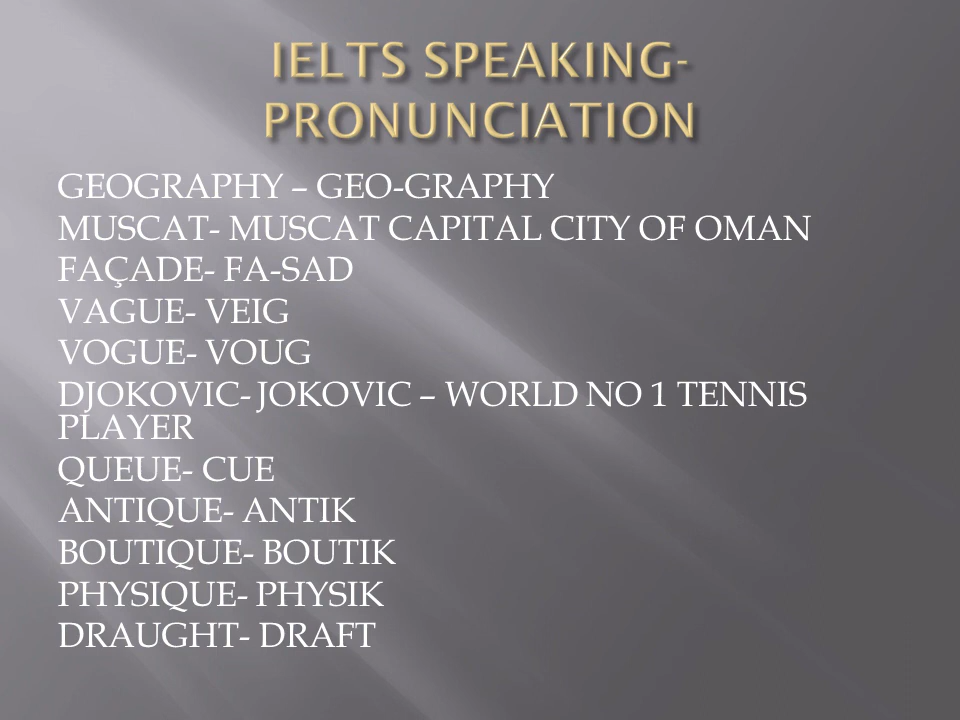 IELTS SPEAKING-
PRONUNCIATION
GEOGRAPHY – GEO-GRAPHY
MUSCAT- MUSCAT CAPITAL CITY OF OMAN
FAÇADE- FA-SAD
VAGUE- VEIG
VOGUE- VOUG
DJOKOVIC- JOKOVIC – WORLD NO 1 TENNIS
PLAYER
QUEUE- CUE
ANTIQUE- ANTIK
BOUTIQUE- BOUTIK
PHYSIQUE- PHYSIK
DRAUGHT- DRAFT